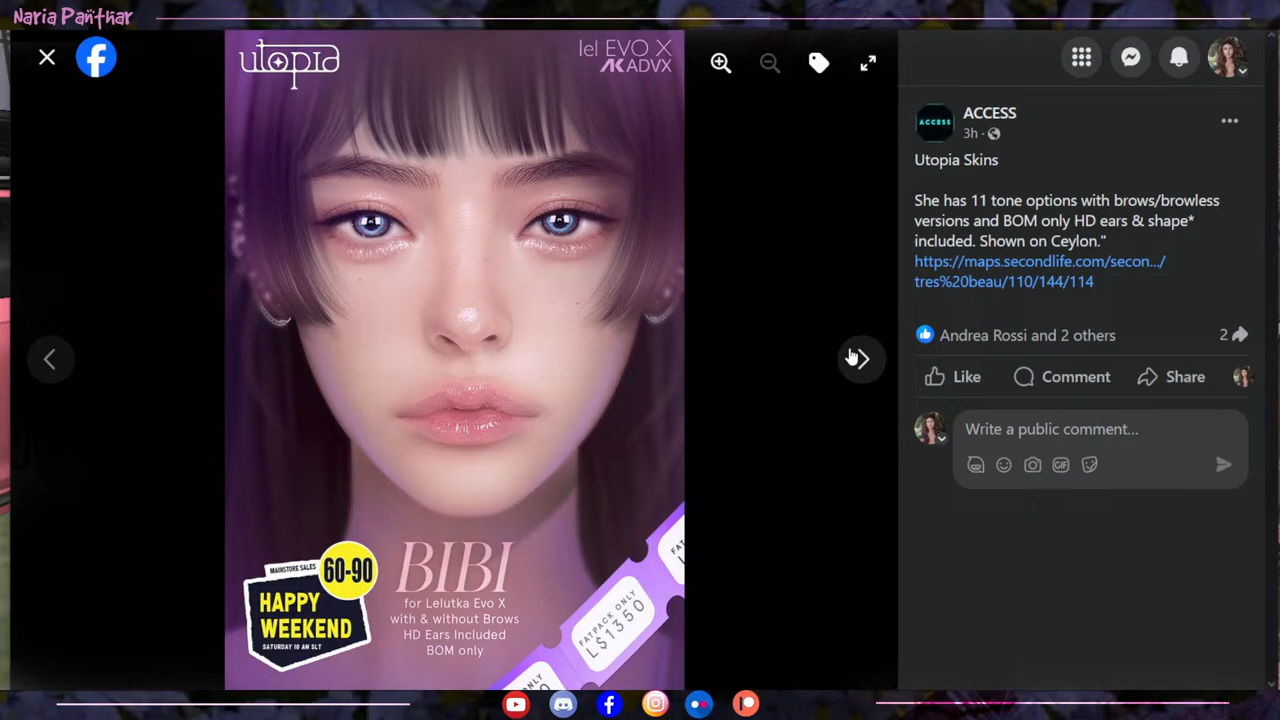 Naria Panthar
utopia
lel EVO X
AK ADVX
ACCESS
ACCESS
3h
Utopia Skins
She has 11 tone options with brows/browless
versions and BOM only HD ears & shape*
included. Shown on Ceylon."
https://maps.secondlife.com/secon.../
tres%20beau/110/144/114
Andrea Rossi and 2 others
2
Like
Comment
Share
Write a public comment...
GIF
MAINSTORE SALES
60-90
HAPPY
WEEKEND
SATURDAY 10 AM SLT
BIBI
for Lelutka Evo X
with & without Brows
HD Ears Included
BOM only
FATPACK ONLY
L$1350